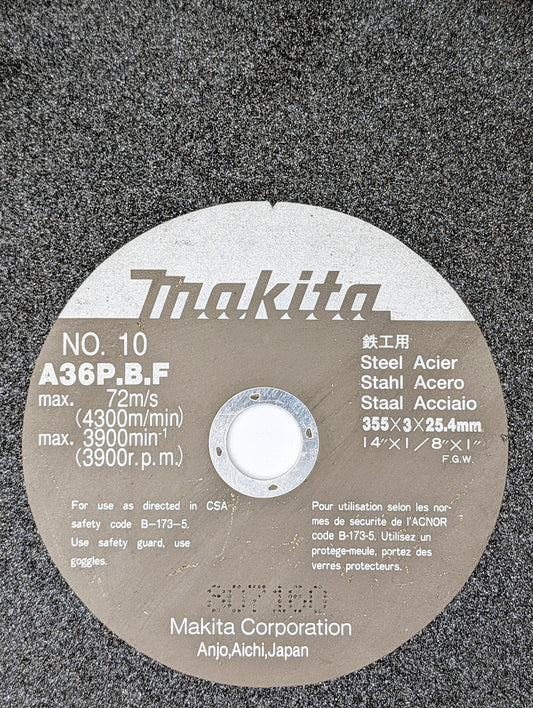 makita
NO. 10
A36P.B.F
max. 72m/s
(4300m/min)
max. 3900min⁻¹
(3900r.p.m.)
鉄工用
Steel Acier
Stahl Acero
Staal Acciaio
355×3×25.4mm
14″×1/8″×1″
F.G.W.
For use as directed in CSA
safety code B-173-5.
Use safety guard, use
goggles.
Pour utilisation selon les nor-
mes de sécurité de l'ACNOR
code B-173-5. Utilisez un
protege-meule, portez des
verres protecteurs.
Makita Corporation
Anjo,Aichi,Japan